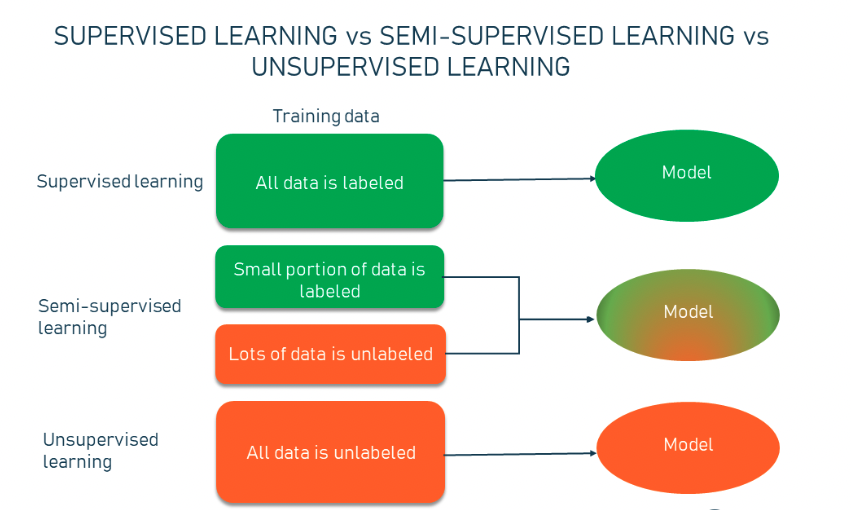 SUPERVISED LEARNING vs SEMI-SUPERVISED LEARNING vs
UNSUPERVISED LEARNING
Training data
Supervised learning
All data is labeled
Model
Semi-supervised
learning
Small portion of data is
labeled
Lots of data is unlabeled
Model
Unsupervised
learning
All data is unlabeled
Model